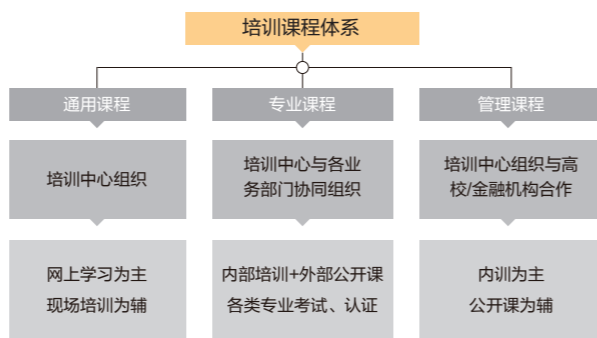 培训课程体系
通用课程
专业课程
管理课程
培训中心组织
培训中心与各业
务部门协同组织
培训中心组织与高
校/金融机构合作
网上学习为主
现场培训为辅
内部培训+外部公开课
各类专业考试、认证
内训为主
公开课为辅